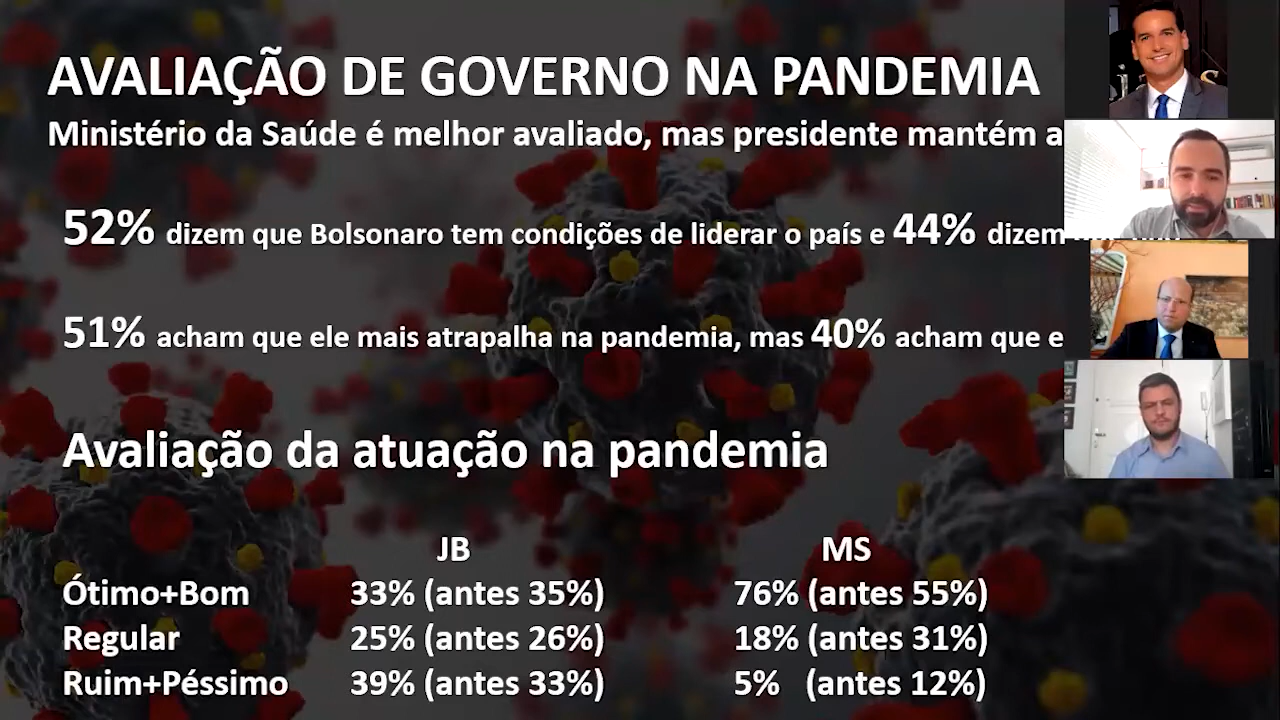 AVALIAÇÃO DE GOVERNO NA PANDEMIA
Ministério da Saúde é melhor avaliado, mas presidente mantém a
52% dizem que Bolsonaro tem condições de liderar o país e 44% dizem
51% acham que ele mais atrapalha na pandemia, mas 40% acham que e
Avaliação da atuação na pandemia
JB MS
Ótimo+Bom 33% (antes 35%) 76% (antes 55%)
Regular 25% (antes 26%) 18% (antes 31%)
Ruim+Péssimo 39% (antes 33%) 5% (antes 12%)